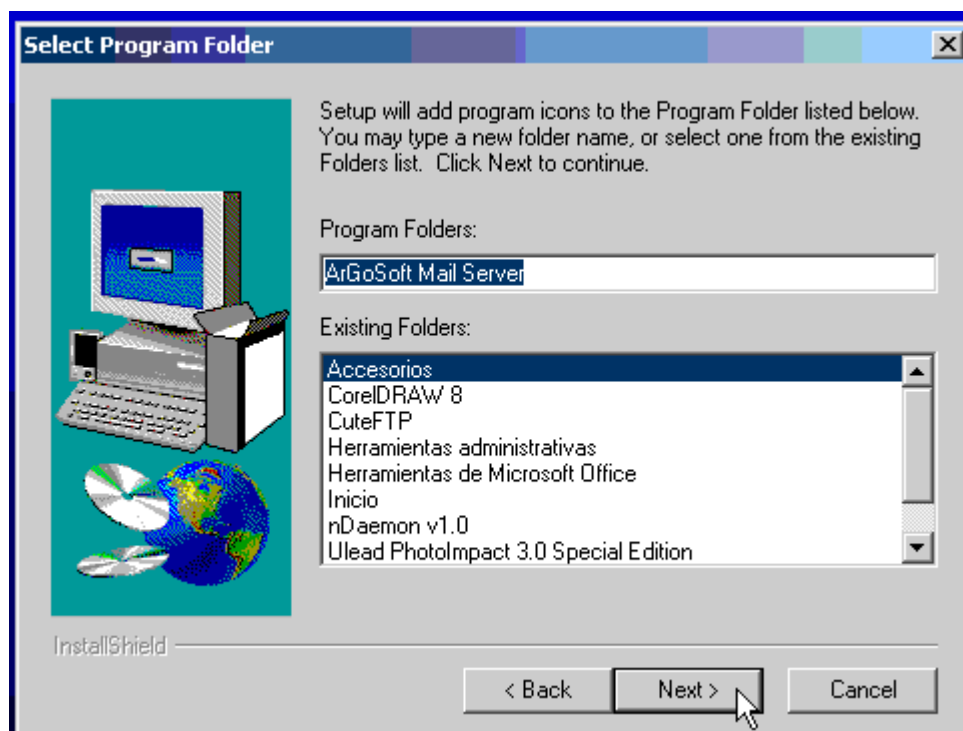 Select Program Folder
Setup will add program icons to the Program Folder listed below.
You may type a new folder name, or select one from the existing
Folders list. Click Next to continue.
Program Folders:
ArGoSoft Mail Server
Existing Folders:
Accesorios
CorelDRAW 8
CuteFTP
Herramientas administrativas
Herramientas de Microsoft Office
Inicio
nDaemon v1.0
Ulead PhotoImpact 3.0 Special Edition
InstallShield
< Back
Next >
Cancel